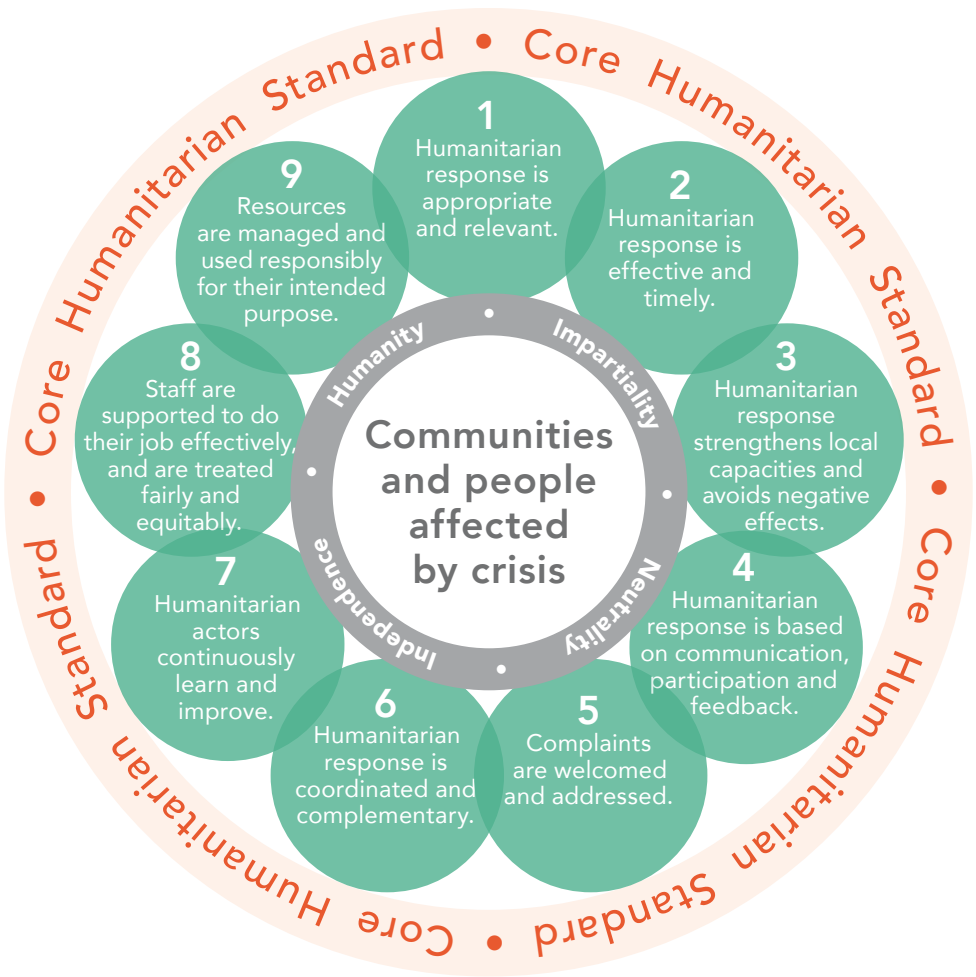 Core Humanitarian Standard • Core Humanitarian Standard • Core Humanitarian Standard • Core Humanitarian Standard •
1
Humanitarian
response is
appropriate
and relevant.
2
Humanitarian
response is
effective and
timely.
3
Humanitarian
response
strengthens local
capacities and
avoids negative
effects.
4
Humanitarian
response is based
on communication,
participation and
feedback.
5
Complaints
are welcomed
and addressed.
6
Humanitarian
response is
coordinated and
complementary.
7
Humanitarian
actors
continuously
learn and
improve.
8
Staff are
supported to do
their job effectively,
and are treated
fairly and
equitably.
9
Resources
are managed and
used responsibly
for their intended
purpose.
Humanity • Impartiality • Neutrality • Independence •
Communities
and people
affected
by crisis